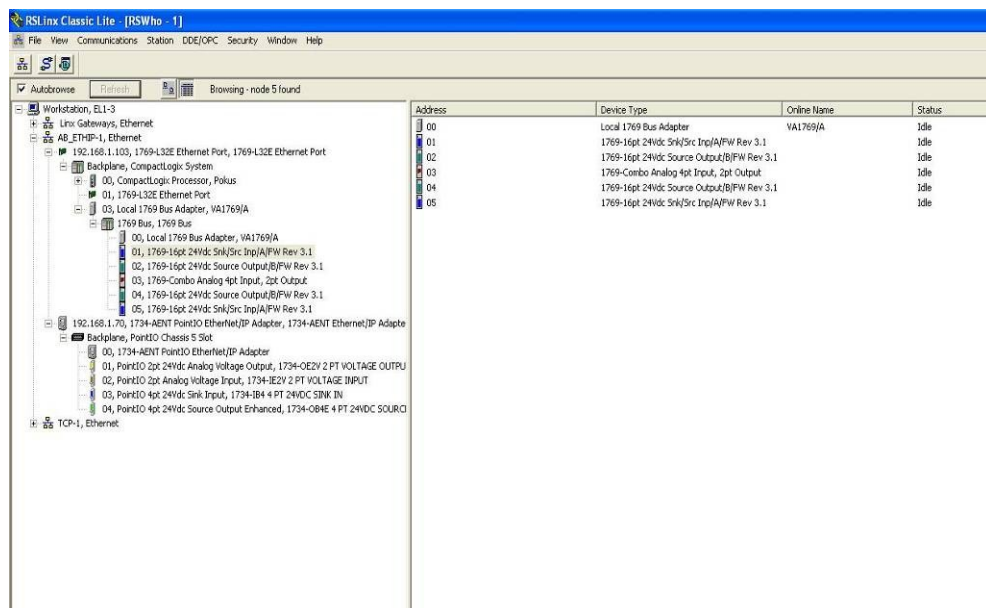 RSLinx Classic Lite - [RSWho - 1]
File View Communications Station DDE/OPC Security Window Help
Autobrowse Refresh Browsing - node 5 found
Workstation, EL1-3
Linx Gateways, Ethernet
AB_ETHIP-1, Ethernet
192.168.1.103, 1769-L32E Ethernet Port, 1769-L32E Ethernet Port
Backplane, CompactLogix System
00, CompactLogix Processor, Pokus
01, 1769-L32E Ethernet Port
03, Local 1769 Bus Adapter, VA1769/A
1769 Bus, 1769 Bus
00, Local 1769 Bus Adapter, VA1769/A
01, 1769-16pt 24Vdc Snk/Src Inp/A/FW Rev 3.1
02, 1769-16pt 24Vdc Source Output/B/FW Rev 3.1
03, 1769-Combo Analog 4pt Input, 2pt Output
04, 1769-16pt 24Vdc Source Output/B/FW Rev 3.1
05, 1769-16pt 24Vdc Snk/Src Inp/A/FW Rev 3.1
192.168.1.70, 1734-AENT PointIO EtherNet/IP Adapter, 1734-AENT Ethernet/IP Adapte
Backplane, PointIO Chassis 5 Slot
00, 1734-AENT PointIO EtherNet/IP Adapter
01, PointIO 2pt 24Vdc Analog Voltage Output, 1734-OE2V 2 PT VOLTAGE OUTPU
02, PointIO 2pt Analog Voltage Input, 1734-IE2V 2 PT VOLTAGE INPUT
03, PointIO 4pt 24Vdc Sink Input, 1734-IB4 4 PT 24VDC SINK IN
04, PointIO 4pt 24Vdc Source Output Enhanced, 1734-OB4E 4 PT 24VDC SOURCI
TCP-1, Ethernet
Address Device Type Online Name Status
00 Local 1769 Bus Adapter VA1769/A Idle
01 1769-16pt 24Vdc Snk/Src Inp/A/FW Rev 3.1 Idle
02 1769-16pt 24Vdc Source Output/B/FW Rev 3.1 Idle
03 1769-Combo Analog 4pt Input, 2pt Output Idle
04 1769-16pt 24Vdc Source Output/B/FW Rev 3.1 Idle
05 1769-16pt 24Vdc Snk/Src Inp/A/FW Rev 3.1 Idle